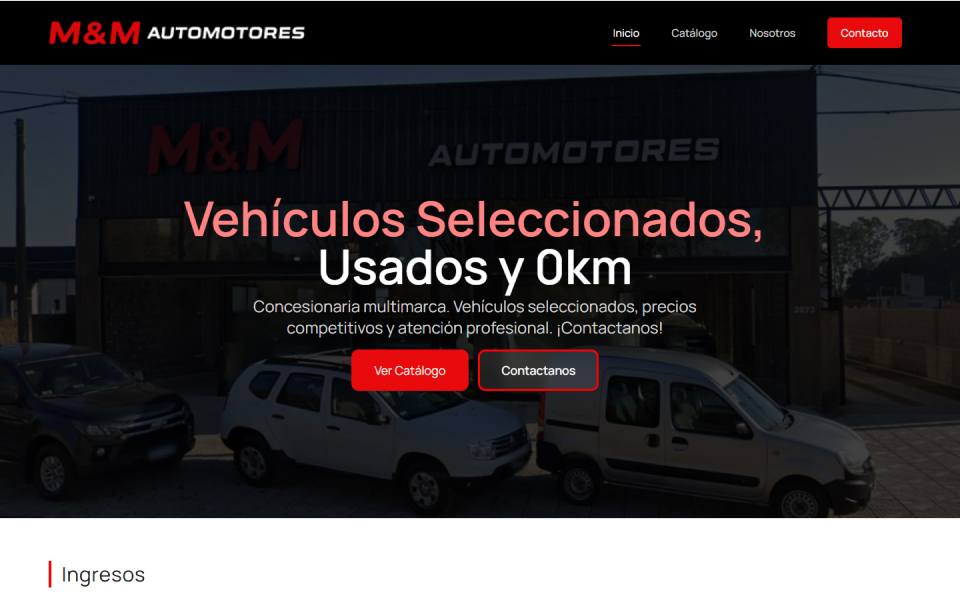 M&M AUTOMOTORES
Inicio
Catálogo
Nosotros
Contacto
M&M AUTOMOTORES
Vehículos Seleccionados,
Usados y 0km
Concesionaria multimarca. Vehículos seleccionados, precios
competitivos y atención profesional. ¡Contactanos!
Ver Catálogo
Contactanos
Ingresos